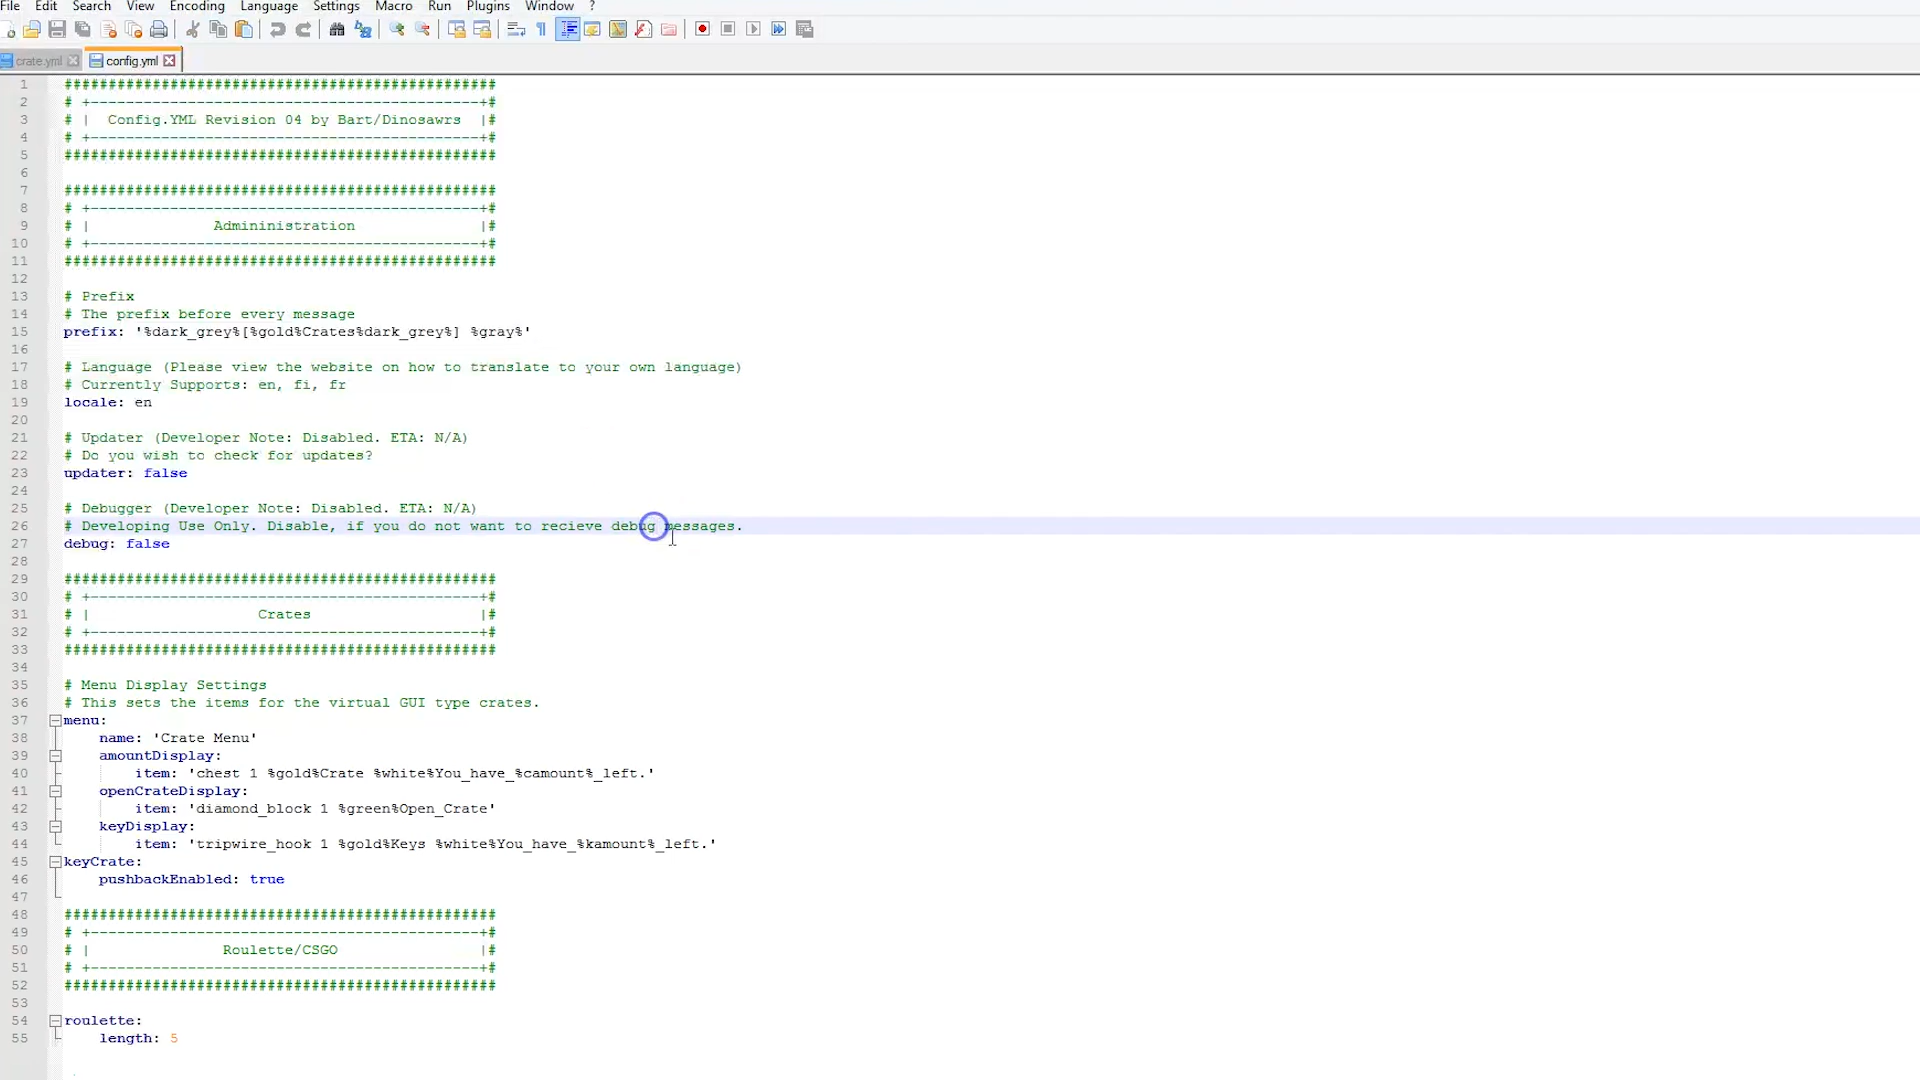 File Edit Search View Encoding Language Settings Macro Run Plugins Window ?
crate.yml config.yml
1 #################################################
2 # +---------------------------------------------+#
3 # | Config.YML Revision 04 by Bart/Dinosawrs |#
4 # +---------------------------------------------+#
5 #################################################
6
7 #################################################
8 # +---------------------------------------------+#
9 # | Admininistration |#
10 # +---------------------------------------------+#
11 #################################################
12
13 # Prefix
14 # The prefix before every message
15 prefix: '%dark_grey%[%gold%Crates%dark_grey%] %gray%'
16
17 # Language (Please view the website on how to translate to your own language)
18 # Currently Supports: en, fi, fr
19 locale: en
20
21 # Updater (Developer Note: Disabled. ETA: N/A)
22 # Do you wish to check for updates?
23 updater: false
24
25 # Debugger (Developer Note: Disabled. ETA: N/A)
26 # Developing Use Only. Disable, if you do not want to recieve debug messages.
27 debug: false
28
29 #################################################
30 # +---------------------------------------------+#
31 # | Crates |#
32 # +---------------------------------------------+#
33 #################################################
34
35 # Menu Display Settings
36 # This sets the items for the virtual GUI type crates.
37 menu:
38 name: 'Crate Menu'
39 amountDisplay:
40 item: 'chest 1 %gold%Crate %white%You_have_%camount%_left.'
41 openCrateDisplay:
42 item: 'diamond_block 1 %green%Open_Crate'
43 keyDisplay:
44 item: 'tripwire_hook 1 %gold%Keys %white%You_have_%kamount%_left.'
45 keyCrate:
46 pushbackEnabled: true
47
48 #################################################
49 # +---------------------------------------------+#
50 # | Roulette/CSGO |#
51 # +---------------------------------------------+#
52 #################################################
53
54 roulette:
55 length: 5